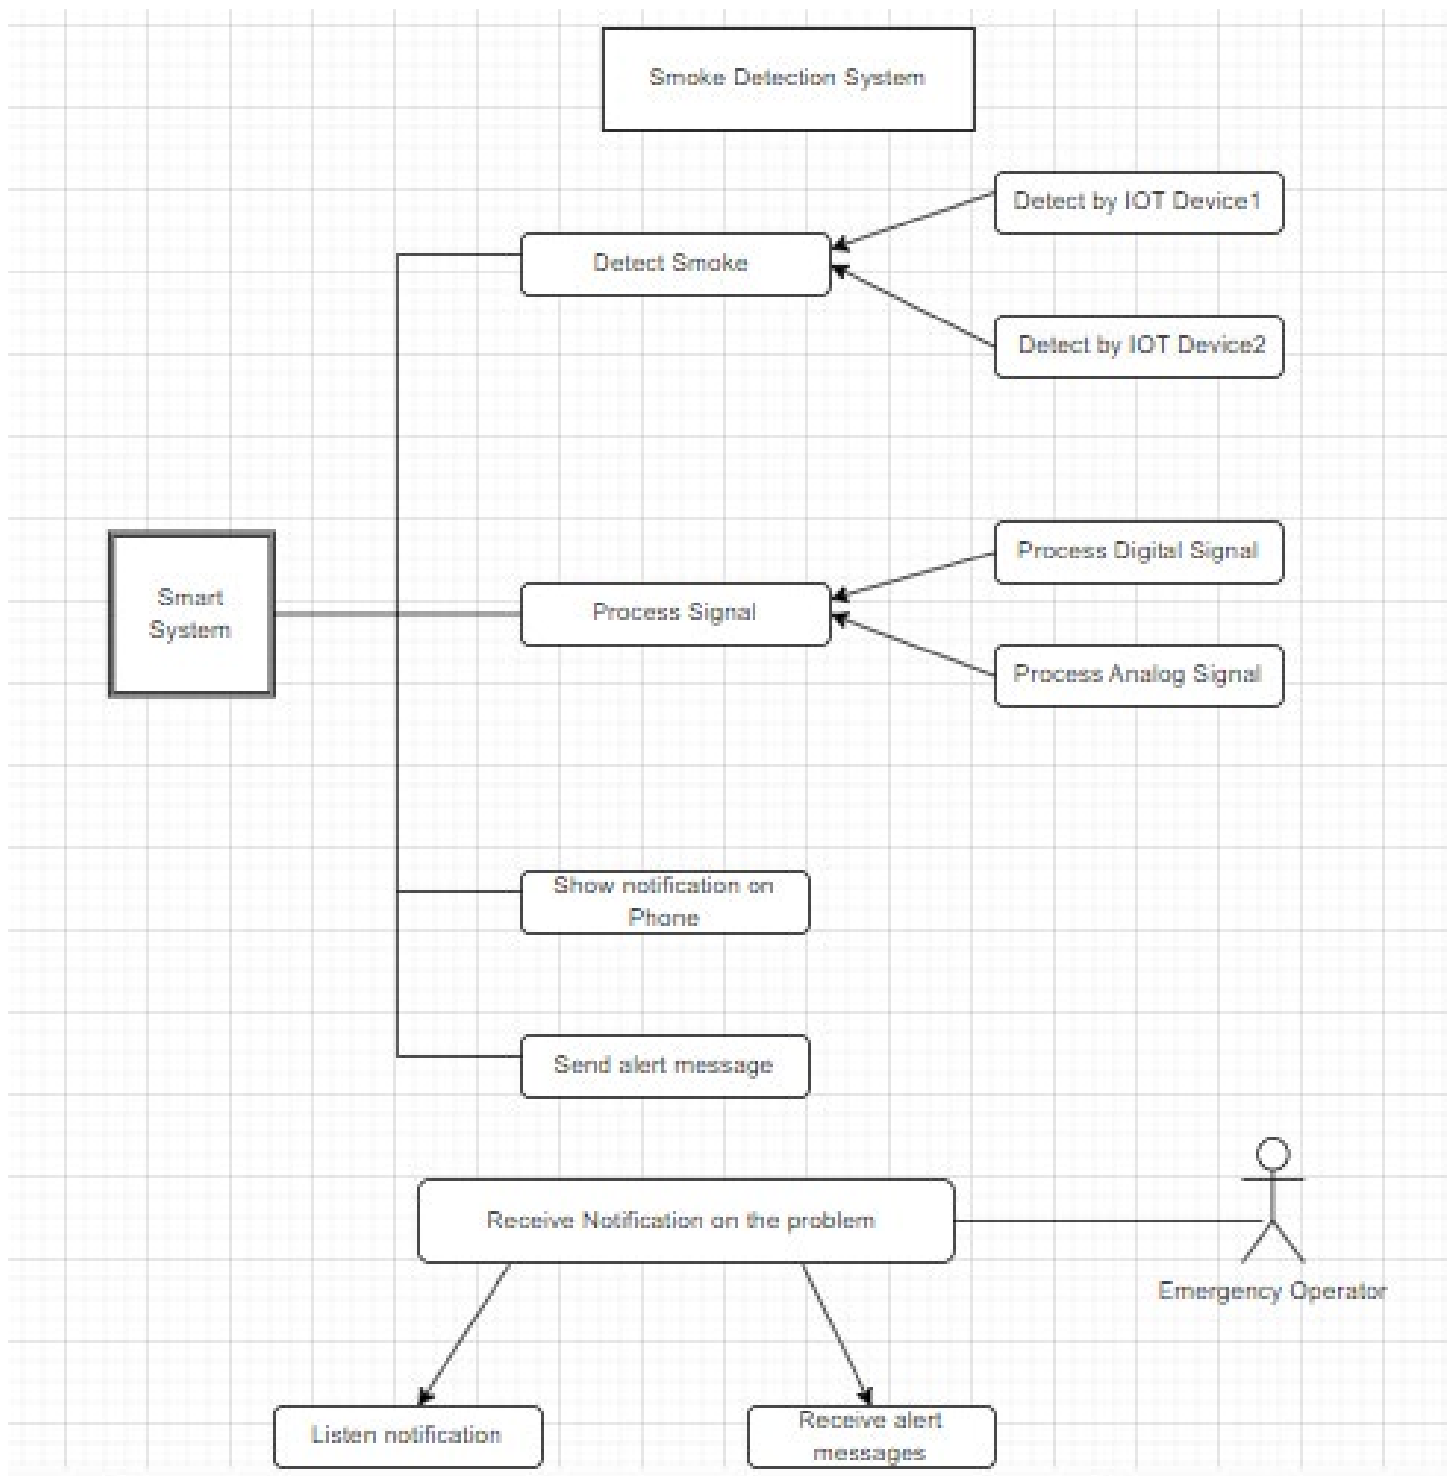 Smoke Detection System
Detect by IOT Device1
Detect Smoke
Detect by IOT Device2
Process Digital Signal
Smart
System
Process Signal
Process Analog Signal
Show notification on
Phone
Send alert message
Receive Notification on the problem
Emergency Operator
Listen notification
Receive alert
messages